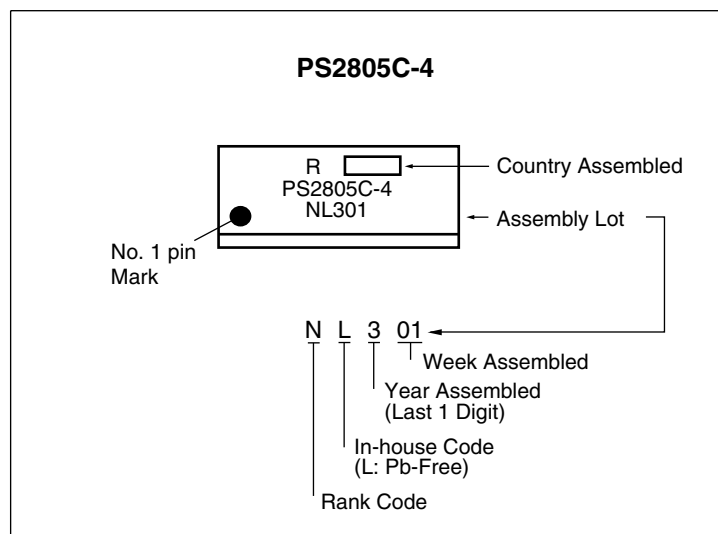 PS2805C-4
R
Country Assembled
PS2805C-4
NL301
Assembly Lot
No. 1 pin
Mark
N L 3 01
Week Assembled
Year Assembled
(Last 1 Digit)
In-house Code
(L: Pb-Free)
Rank Code